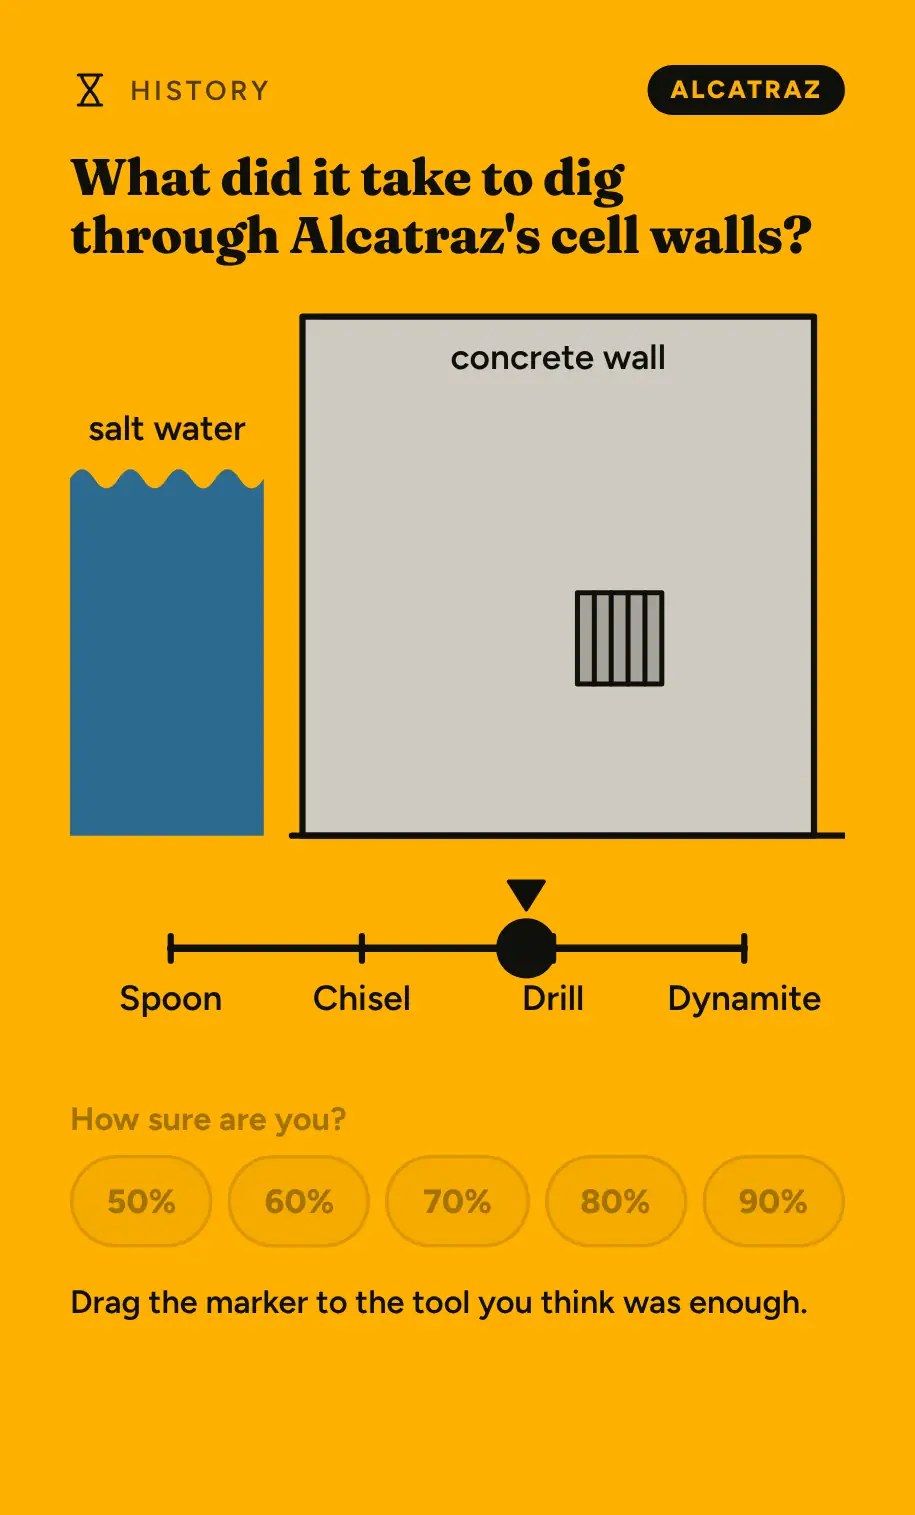 HISTORY
ALCATRAZ
What did it take to dig
through Alcatraz's cell walls?
concrete wall
salt water
Spoon
Chisel
Drill
Dynamite
How sure are you?
50%
60%
70%
80%
90%
Drag the marker to the tool you think was enough.